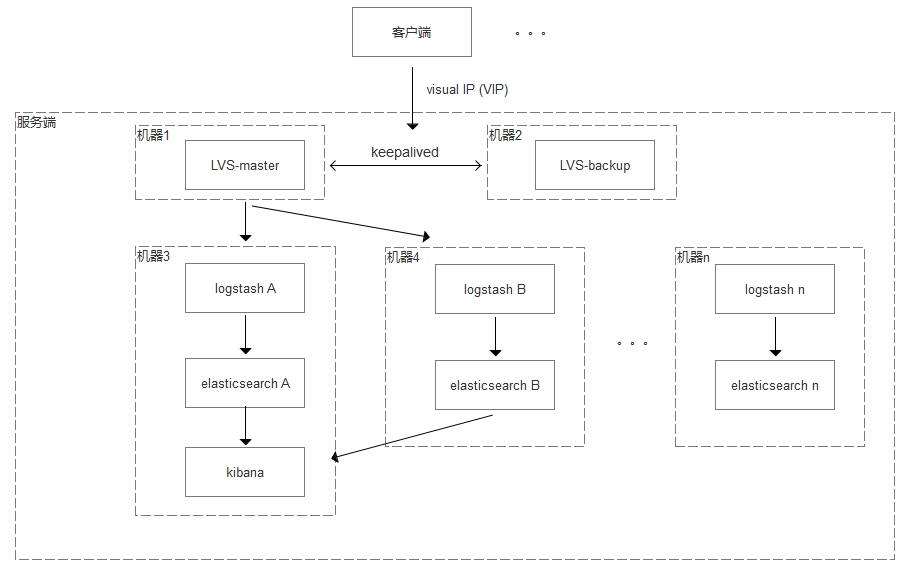 客户端
。。。
visual IP (VIP)
服务端
机器1
LVS-master
keepalived
机器2
LVS-backup
机器3
logstash A
elasticsearch A
kibana
机器4
logstash B
elasticsearch B
。。。
机器n
logstash n
elasticsearch n